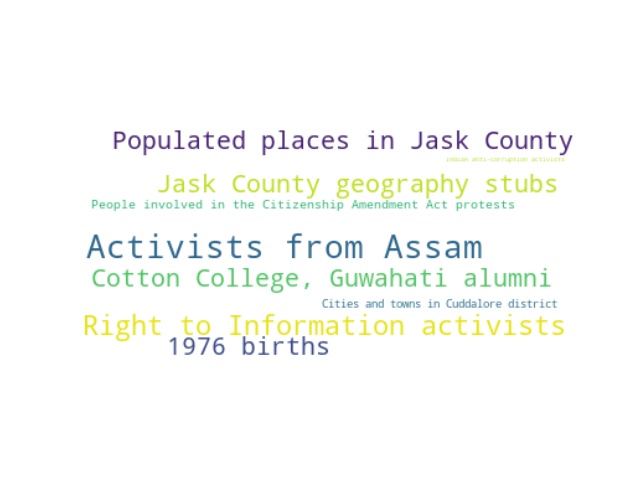 Populated places in Jask County
Indian anti-corruption activists
Jask County geography stubs
People involved in the Citizenship Amendment Act protests
Activists from Assam
Cotton College, Guwahati alumni
Cities and towns in Cuddalore district
Right to Information activists
1976 births